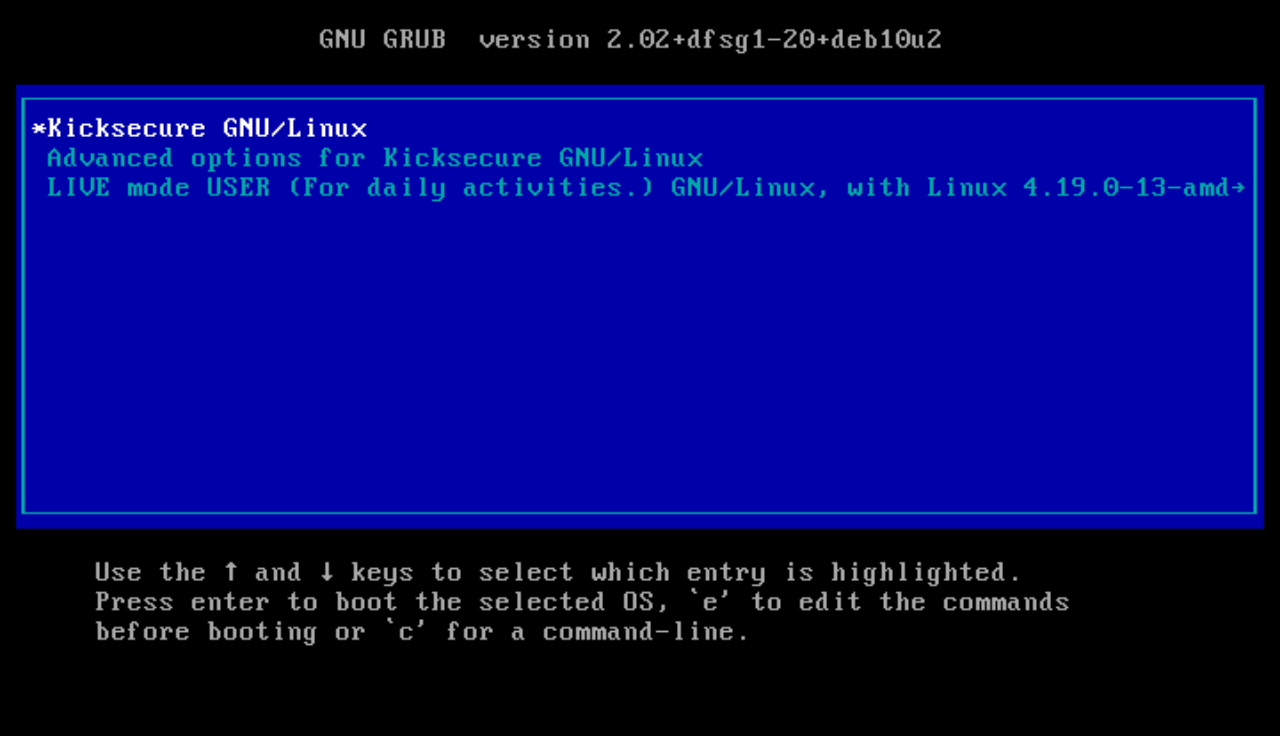 GNU GRUB  version 2.02+dfsg1-20+deb10u2
*Kicksecure GNU/Linux
Advanced options for Kicksecure GNU/Linux
LIVE mode USER (For daily activities.) GNU/Linux, with Linux 4.19.0-13-amd→
Use the ↑ and ↓ keys to select which entry is highlighted.
Press enter to boot the selected OS, `e' to edit the commands
before booting or `c' for a command-line.